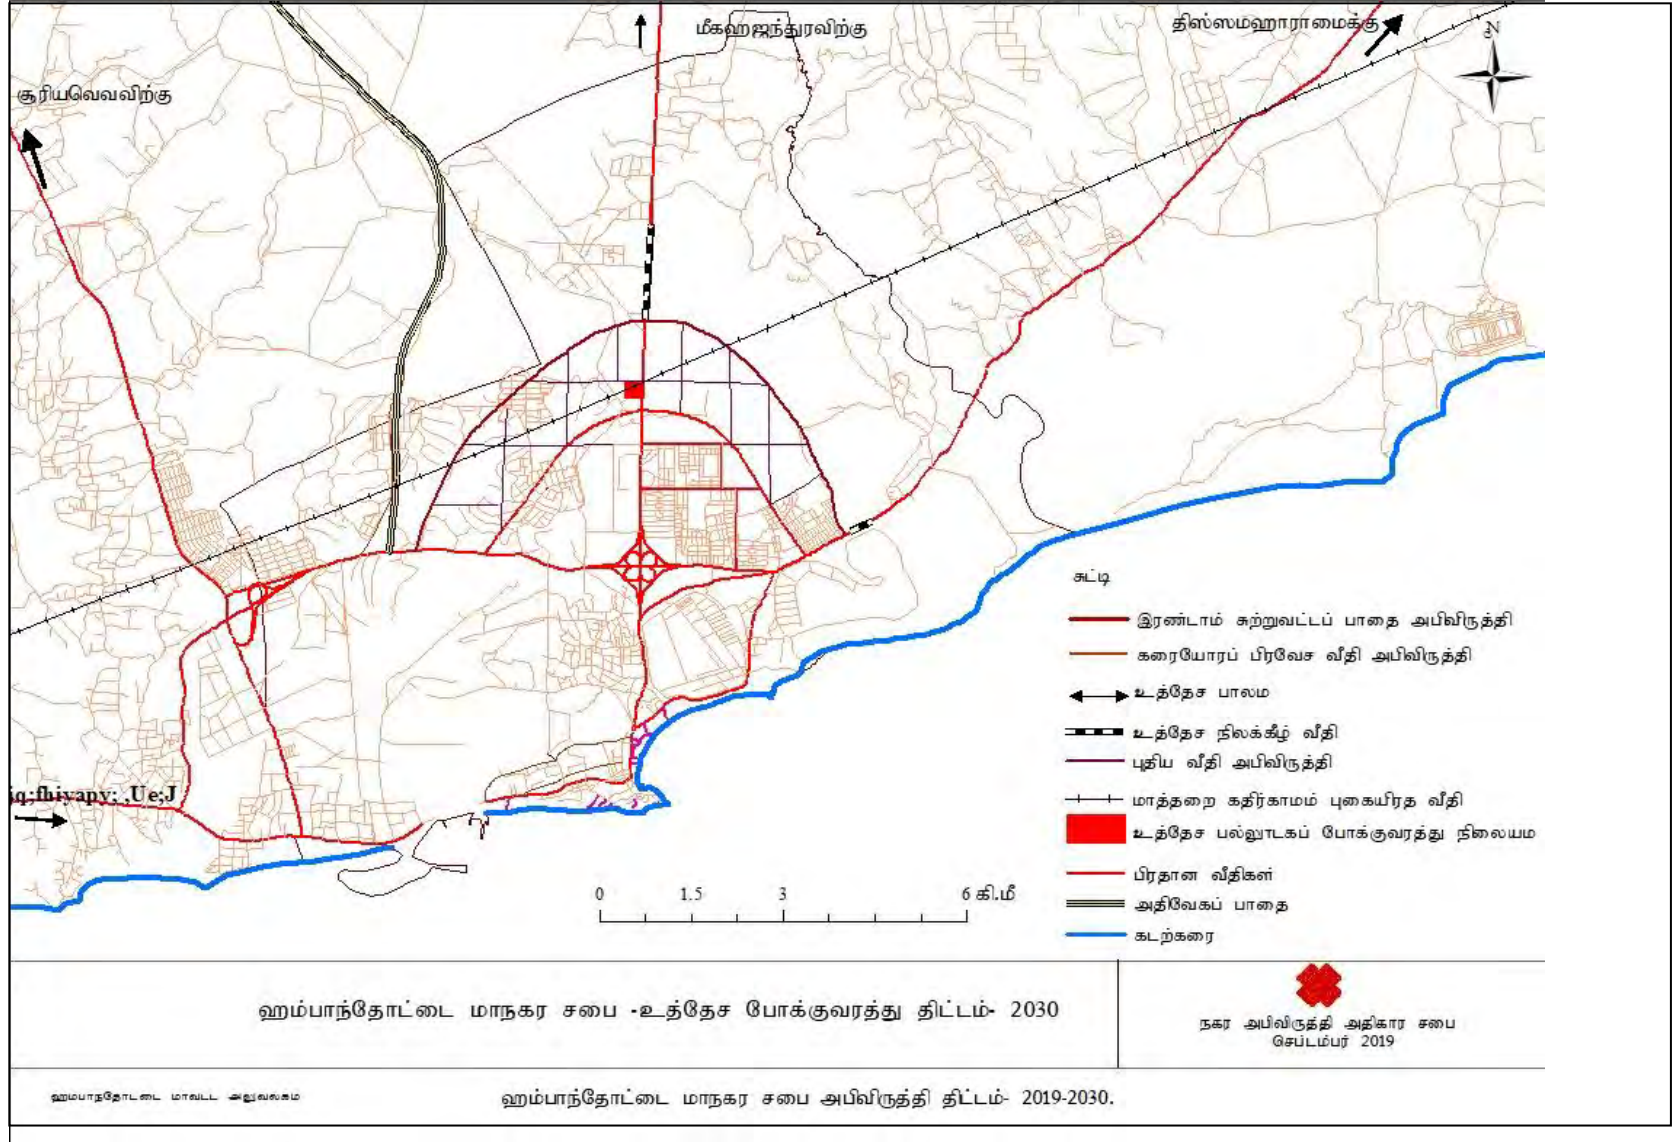 மீகஹஜந்துரவிற்கு
திஸ்ஸமஹாராமைக்கு
சூரியவெவவிற்கு
N
சுட்டி
இரண்டாம் சுற்றுவட்டப் பாதை அபிவிருத்தி
கரையோரப் பிரவேச வீதி அபிவிருத்தி
உத்தேச பாலம
உத்தேச நிலக்கீழ் வீதி
புதிய வீதி அபிவிருத்தி
மாத்தறை கதிர்காமம் புகையிரத வீதி
உத்தேச பல்னூடகப் போக்குவரத்து நிலையம
பிரதான வீதிகள்
அதிவேகப் பாதை
கடற்கரை
iq;fhiyapy; ,Ue;J
0 1.5 3 6 கி.மீ
ஹம்பாந்தோட்டை மாநகர சபை -உத்தேச போக்குவரத்து திட்டம்- 2030
நகர அபிவிருத்தி அதிகார சபை
செப்டம்பர் 2019
ஹம்பாந்தோட்டை மாவட்ட அலுவலகம்
ஹம்பாந்தோட்டை மாநகர சபை அபிவிருத்தி திட்டம்- 2019-2030.